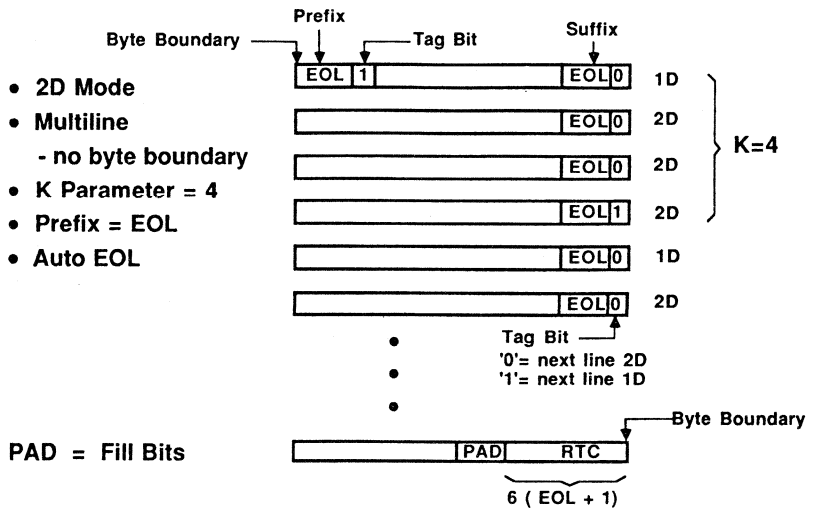 Prefix
Byte Boundary
Tag Bit
Suffix
EOL 1 EOL 0 1D
• 2D Mode
• Multiline
- no byte boundary
• K Parameter = 4
• Prefix = EOL
• Auto EOL
EOL 0 2D
EOL 0 2D
EOL 1 2D
K=4
EOL 0 1D
EOL 0 2D
Tag Bit
'0'= next line 2D
'1'= next line 1D
Byte Boundary
PAD = Fill Bits
PAD RTC
6 ( EOL + 1)